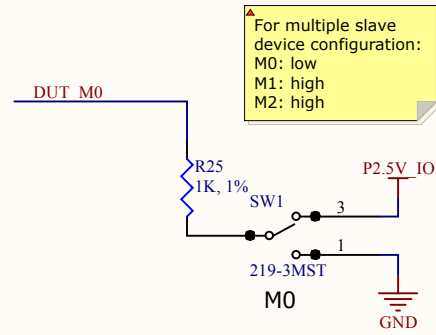 For multiple slave
device configuration:
M0: low
M1: high
M2: high
DUT_M0
R25
1K, 1%
P2.5V_IO
SW1
3
1
219-3MST
M0
GND